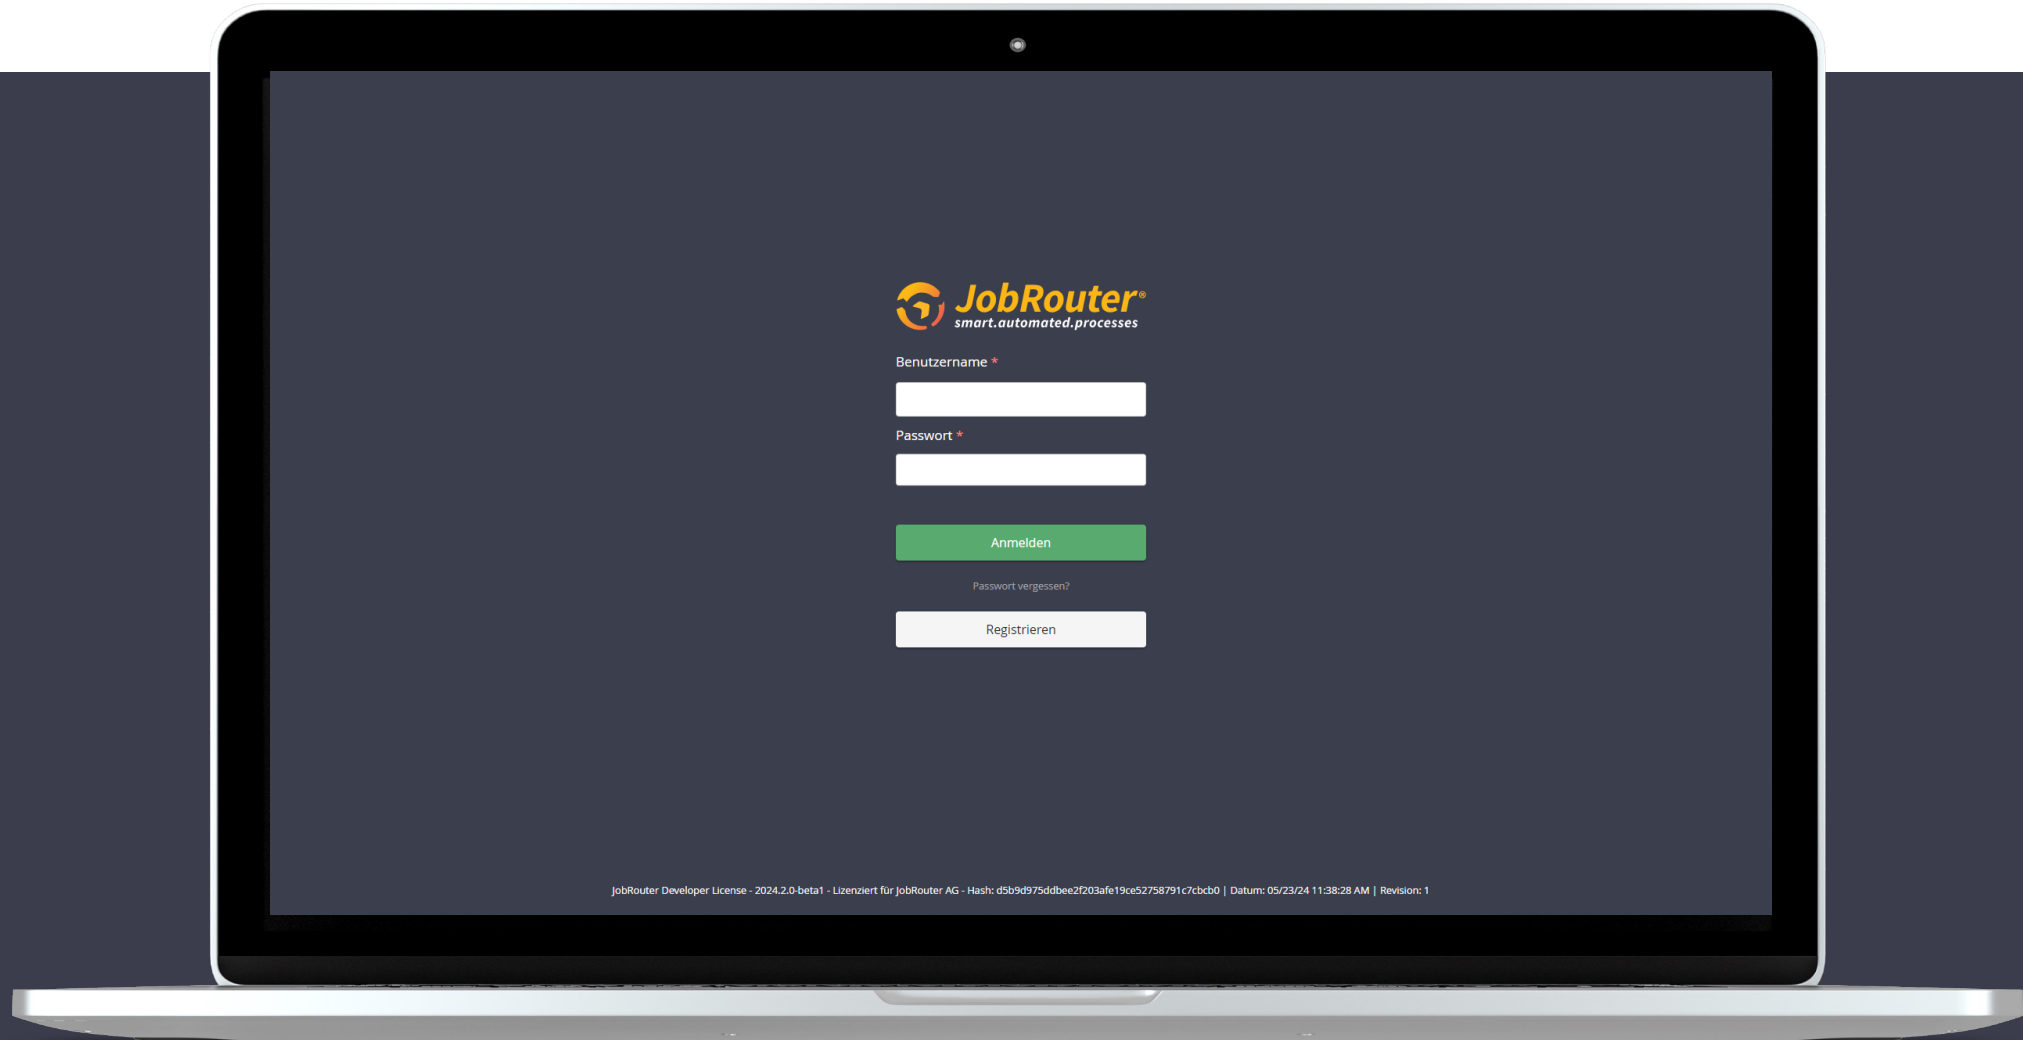 JobRouter®
smart.automated.processes
Benutzername *
Passwort *
Anmelden
Passwort vergessen?
Registrieren
JobRouter Developer License - 2024.2.0-beta1 - Lizenziert für JobRouter AG - Hash: d5b9d975ddbee2f203afe19ce52758791c7cbcb0 | Datum: 05/23/24 11:38:28 AM | Revision: 1